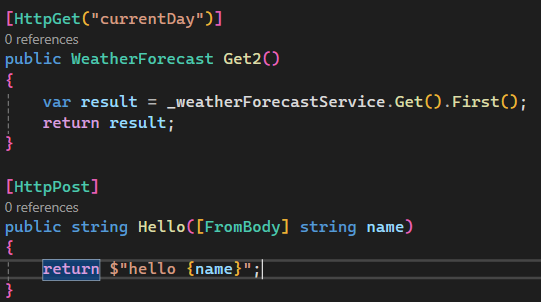 [HttpGet("currentDay")]
0 references
public WeatherForecast Get2()
{
var result = _weatherForecastService.Get().First();
return result;
}
[HttpPost]
0 references
public string Hello([FromBody] string name)
{
return $"hello {name}";
}